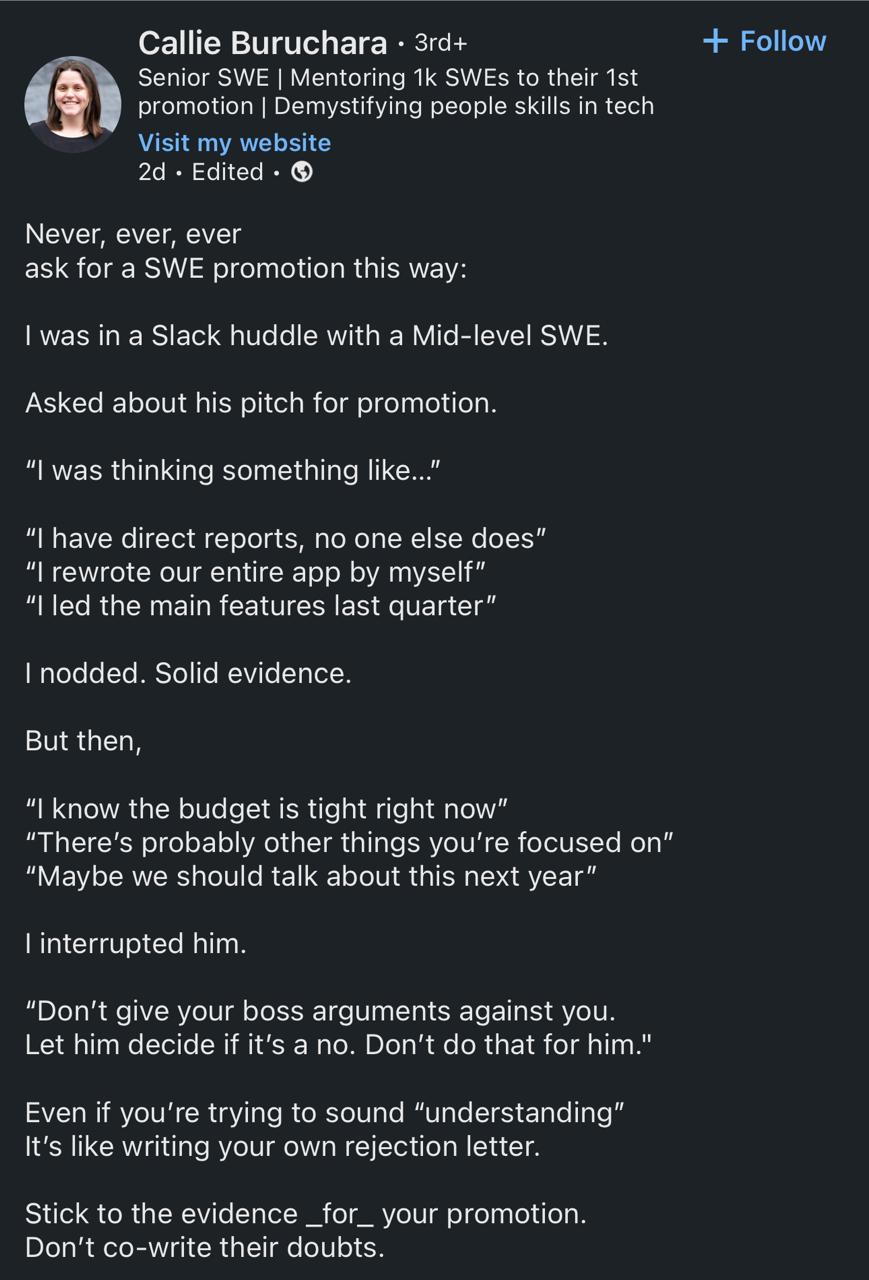 Callie Buruchara • 3rd+
+ Follow
Senior SWE | Mentoring 1k SWEs to their 1st
promotion | Demystifying people skills in tech
Visit my website
2d • Edited •
Never, ever, ever
ask for a SWE promotion this way:
I was in a Slack huddle with a Mid-level SWE.
Asked about his pitch for promotion.
“I was thinking something like...”
“I have direct reports, no one else does”
“I rewrote our entire app by myself”
“I led the main features last quarter”
I nodded. Solid evidence.
But then,
“I know the budget is tight right now”
“There’s probably other things you’re focused on”
“Maybe we should talk about this next year”
I interrupted him.
“Don’t give your boss arguments against you.
Let him decide if it’s a no. Don’t do that for him."
Even if you’re trying to sound “understanding”
It’s like writing your own rejection letter.
Stick to the evidence _for_ your promotion.
Don’t co-write their doubts.